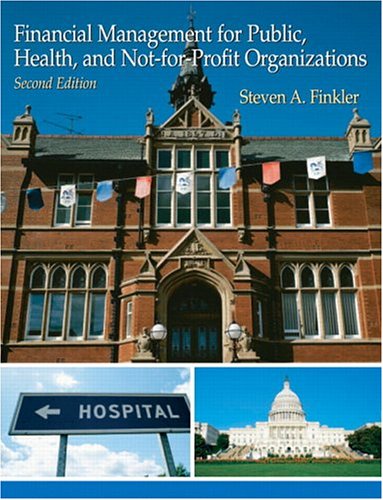 Financial Management for Public,
Health, and Not-for-Profit Organizations
Second Edition
Steven A. Finkler
HOSPITAL